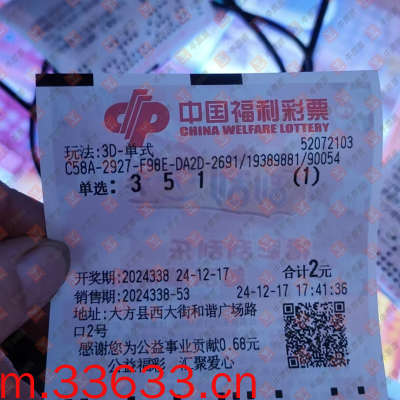 中国福利彩票
CHINA WELFARE LOTTERY
玩法:3D-单式 52072103
C58A-2927-F98E-DA2D-2691/19389881/90054
单选: 3 5 1 (1)
开奖期:2024338 24-12-17 合计2元
销售期:2024338-53 24-12-17 17:41:36
地址:大方县西大街和谐广场路
口2号
感谢您为公益事业贡献0.68元
公益福彩 汇聚爱心
m.33633.cn